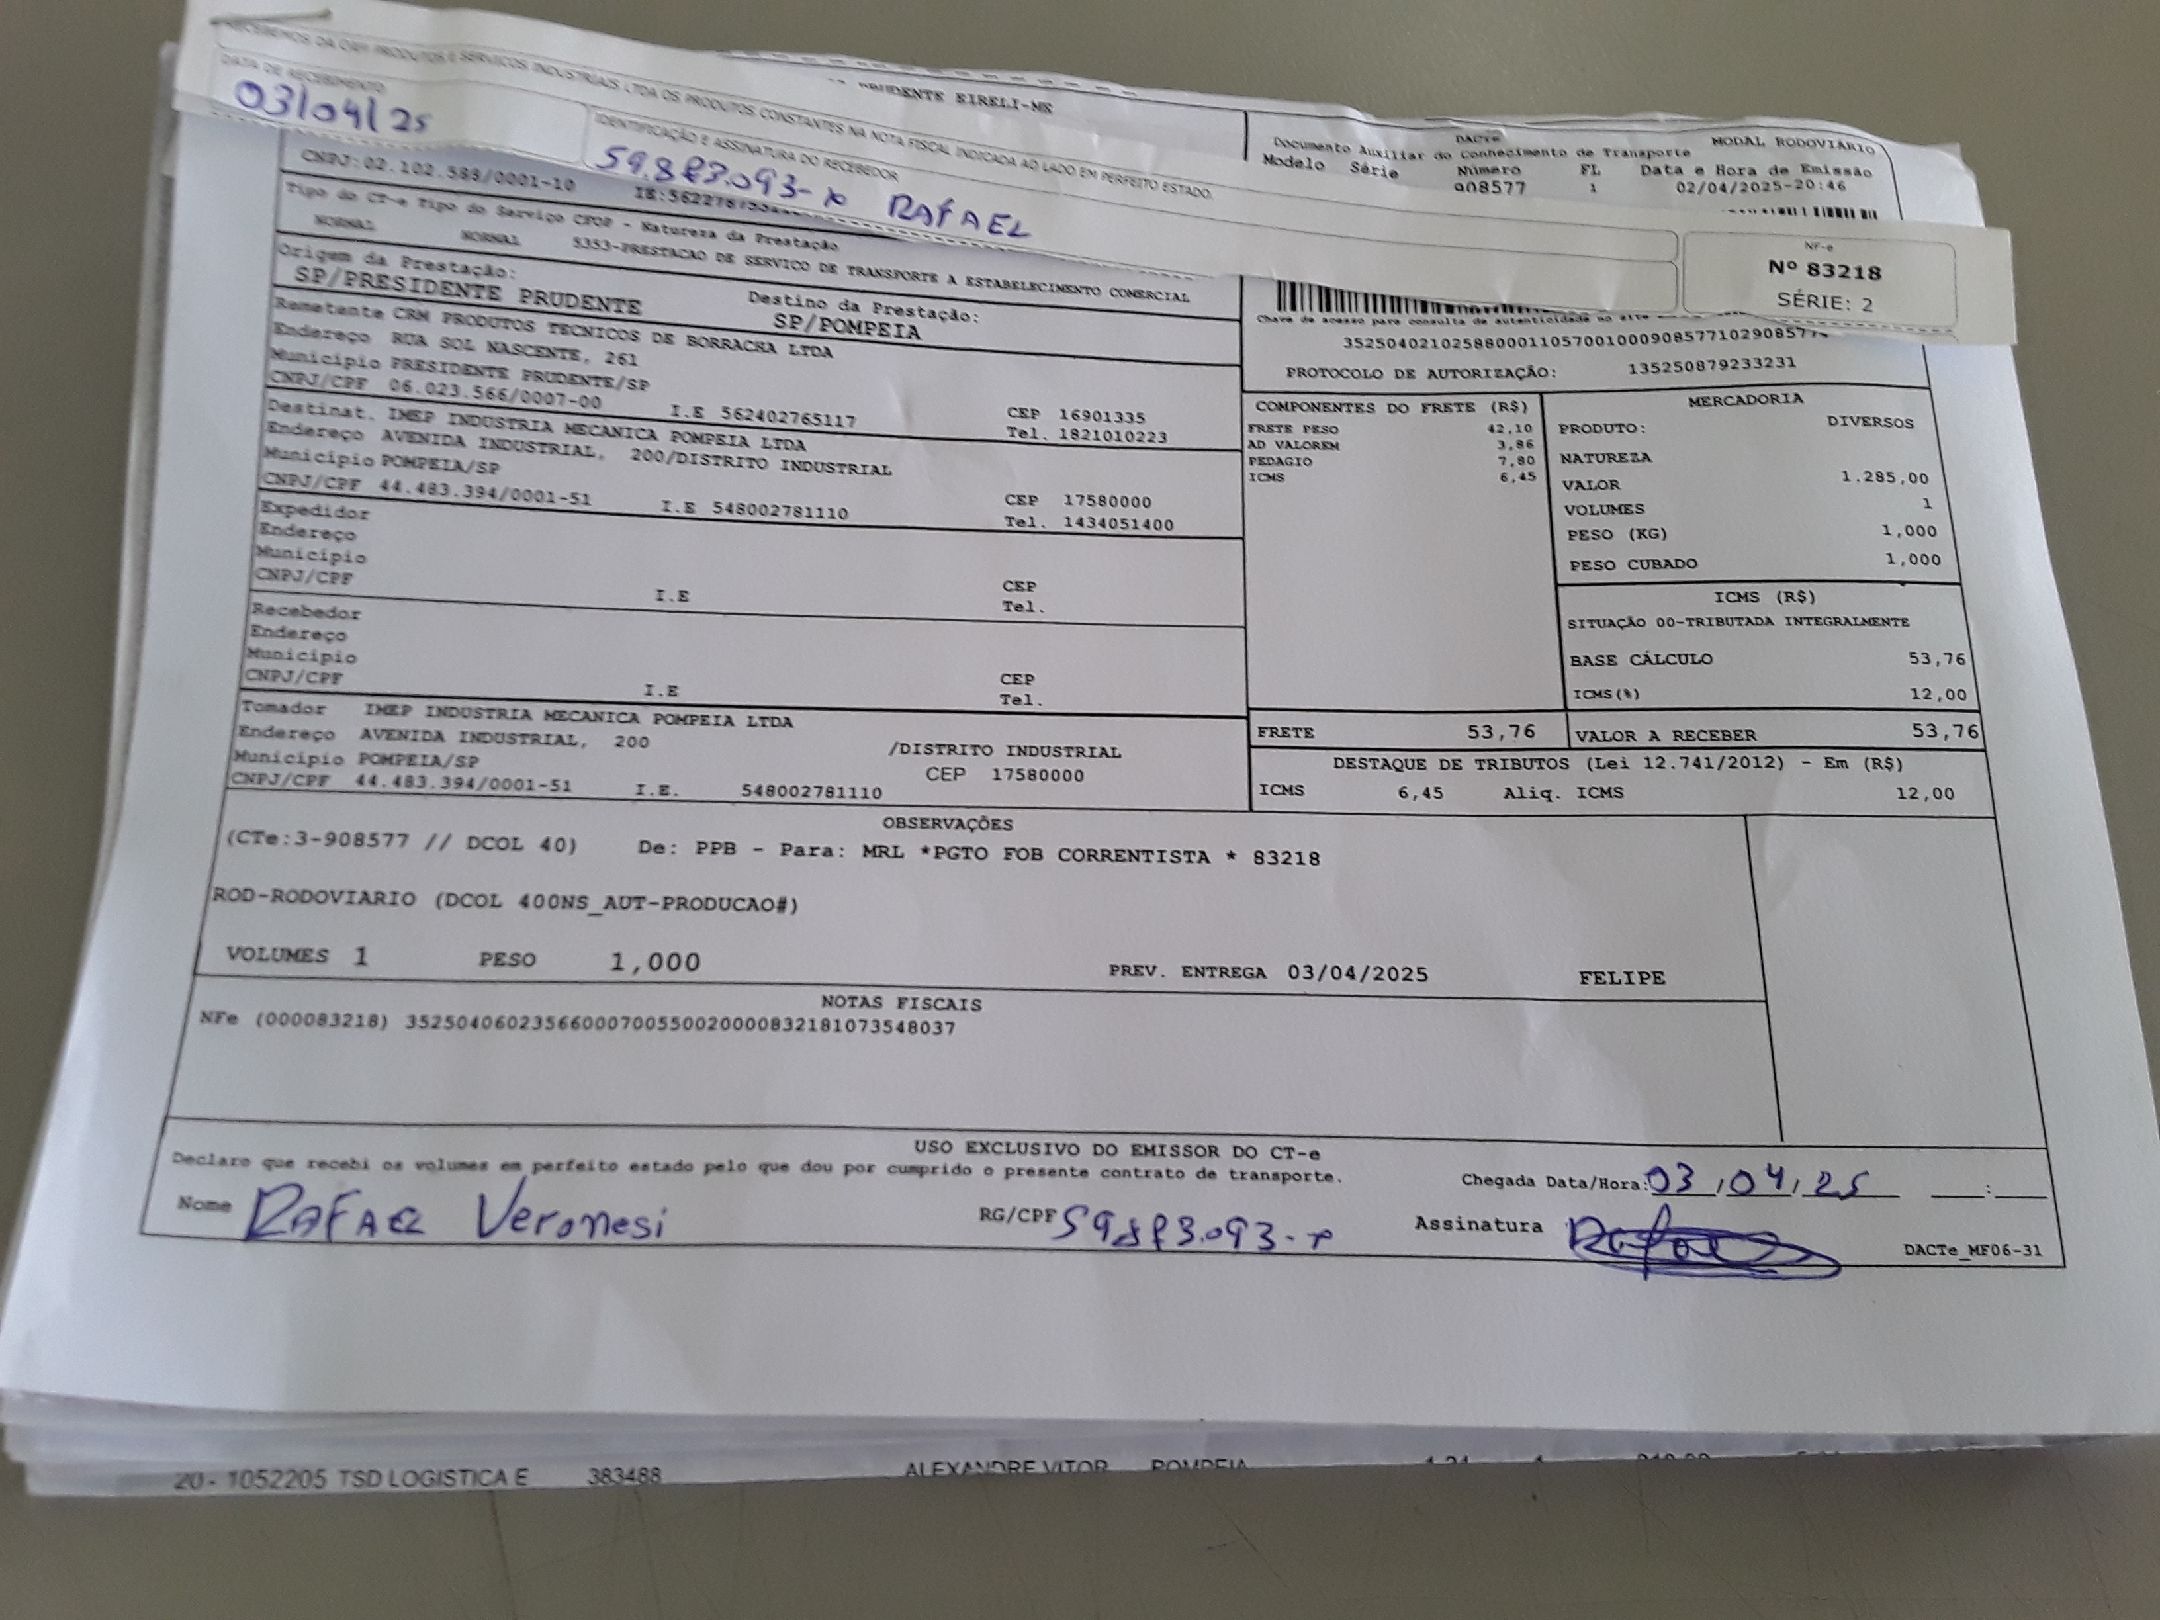 RECEBEMOS DA PRODUTOS E SERVICOS INDUSTRIAIS LTDA OS PRODUTOS CONSTANTES NA NOTA FISCAL INDICADA AO LADO EM PERFEITO ESTADO.
DATA DE RECEBIMENTO
03/04/25
IDENTIFICAÇÃO E ASSINATURA DO RECEBEDOR
RAFAEL
NF-e
Nº 83218
SÉRIE: 2
EIRELI-ME
DACTe
MODAL RODOVIÁRIO
Documento Auxiliar do Conhecimento de Transporte
Modelo Série Número FL Data e Hora de Emissão
908577 1 02/04/2025-20:46
CNPJ:02.102.588/0001-10
Tipo do CT-e Tipo do Serviço CFOP - Natureza da Prestação
NORMAL NORMAL 5353-PRESTACAO DE SERVICO DE TRANSPORTE A ESTABELECIMENTO COMERCIAL
Origem da Prestação:
SP/PRESIDENTE PRUDENTE
Destino da Prestação:
SP/POMPEIA
Chave de acesso para consulta de autenticidade no site
PROTOCOLO DE AUTORIZAÇÃO: 135250879233231
Remetente CRM PRODUTOS TECNICOS DE BORRACHA LTDA
Endereço RUA SOL NASCENTE, 261
Município PRESIDENTE PRUDENTE/SP CEP 16901335
CNPJ/CPF 06.023.566/0007-00 I.E 562402765117 Tel. 1821010223
Destinat. IMEP INDUSTRIA MECANICA POMPEIA LTDA
Endereço AVENIDA INDUSTRIAL, 200/DISTRITO INDUSTRIAL
Município POMPEIA/SP CEP 17580000
CNPJ/CPF 44.483.394/0001-51 I.E 548002781110 Tel. 1434051400
Expedidor
Endereço
Município CEP
CNPJ/CPF I.E Tel.
Recebedor
Endereço
Município CEP
CNPJ/CPF I.E Tel.
Tomador IMEP INDUSTRIA MECANICA POMPEIA LTDA
Endereço AVENIDA INDUSTRIAL, 200 /DISTRITO INDUSTRIAL
Município POMPEIA/SP CEP 17580000
CNPJ/CPF 44.483.394/0001-51 I.E. 548002781110
COMPONENTES DO FRETE (R$)
FRETE PESO 42,10
AD VALOREM 3,86
PEDAGIO 7,80
ICMS 6,45
MERCADORIA
PRODUTO: DIVERSOS
NATUREZA
VALOR 1.285,00
VOLUMES 1
PESO (KG) 1,000
PESO CUBADO 1,000
ICMS (R$)
SITUAÇÃO 00-TRIBUTADA INTEGRALMENTE
BASE CÁLCULO 53,76
ICMS(%) 12,00
FRETE 53,76 VALOR A RECEBER 53,76
DESTAQUE DE TRIBUTOS (Lei 12.741/2012) - Em (R$)
ICMS 6,45 Aliq. ICMS 12,00
OBSERVAÇÕES
(CTe:3-908577 // DCOL 40) De: PPB - Para: MRL *PGTO FOB CORRENTISTA * 83218
ROD-RODOVIARIO (DCOL 400NS_AUT-PRODUCAO#)
VOLUMES 1 PESO 1,000 PREV. ENTREGA 03/04/2025 FELIPE
NOTAS FISCAIS
NFe (000083218) 35250406023566000700550020000832181073548037
USO EXCLUSIVO DO EMISSOR DO CT-e
Declaro que recebi os volumes em perfeito estado pelo que dou por cumprido o presente contrato de transporte.
Chegada Data/Hora: 03/04/25 :
Nome RAFAEL Veronesi RG/CPF Assinatura Rafael
DACTe_MF06-31
20 - 1052205 TSD LOGISTICA E 383488 ALEXANDRE VITOR POMPEIA